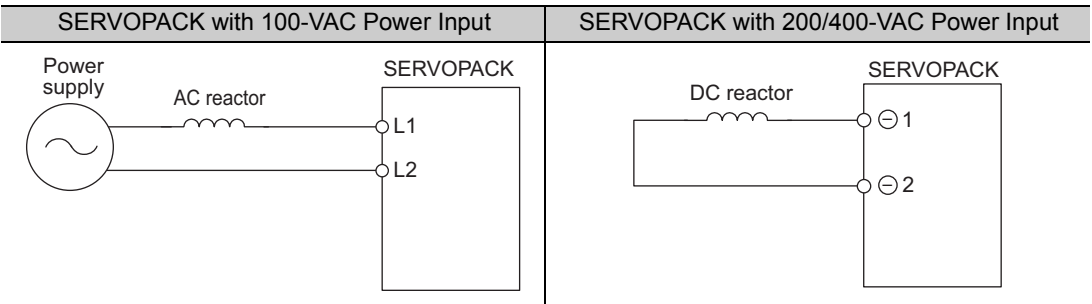 SERVOPACK with 100-VAC Power Input
SERVOPACK with 200/400-VAC Power Input
Power
supply
AC reactor
SERVOPACK
L1
L2
DC reactor
SERVOPACK
⊖ 1
⊖ 2